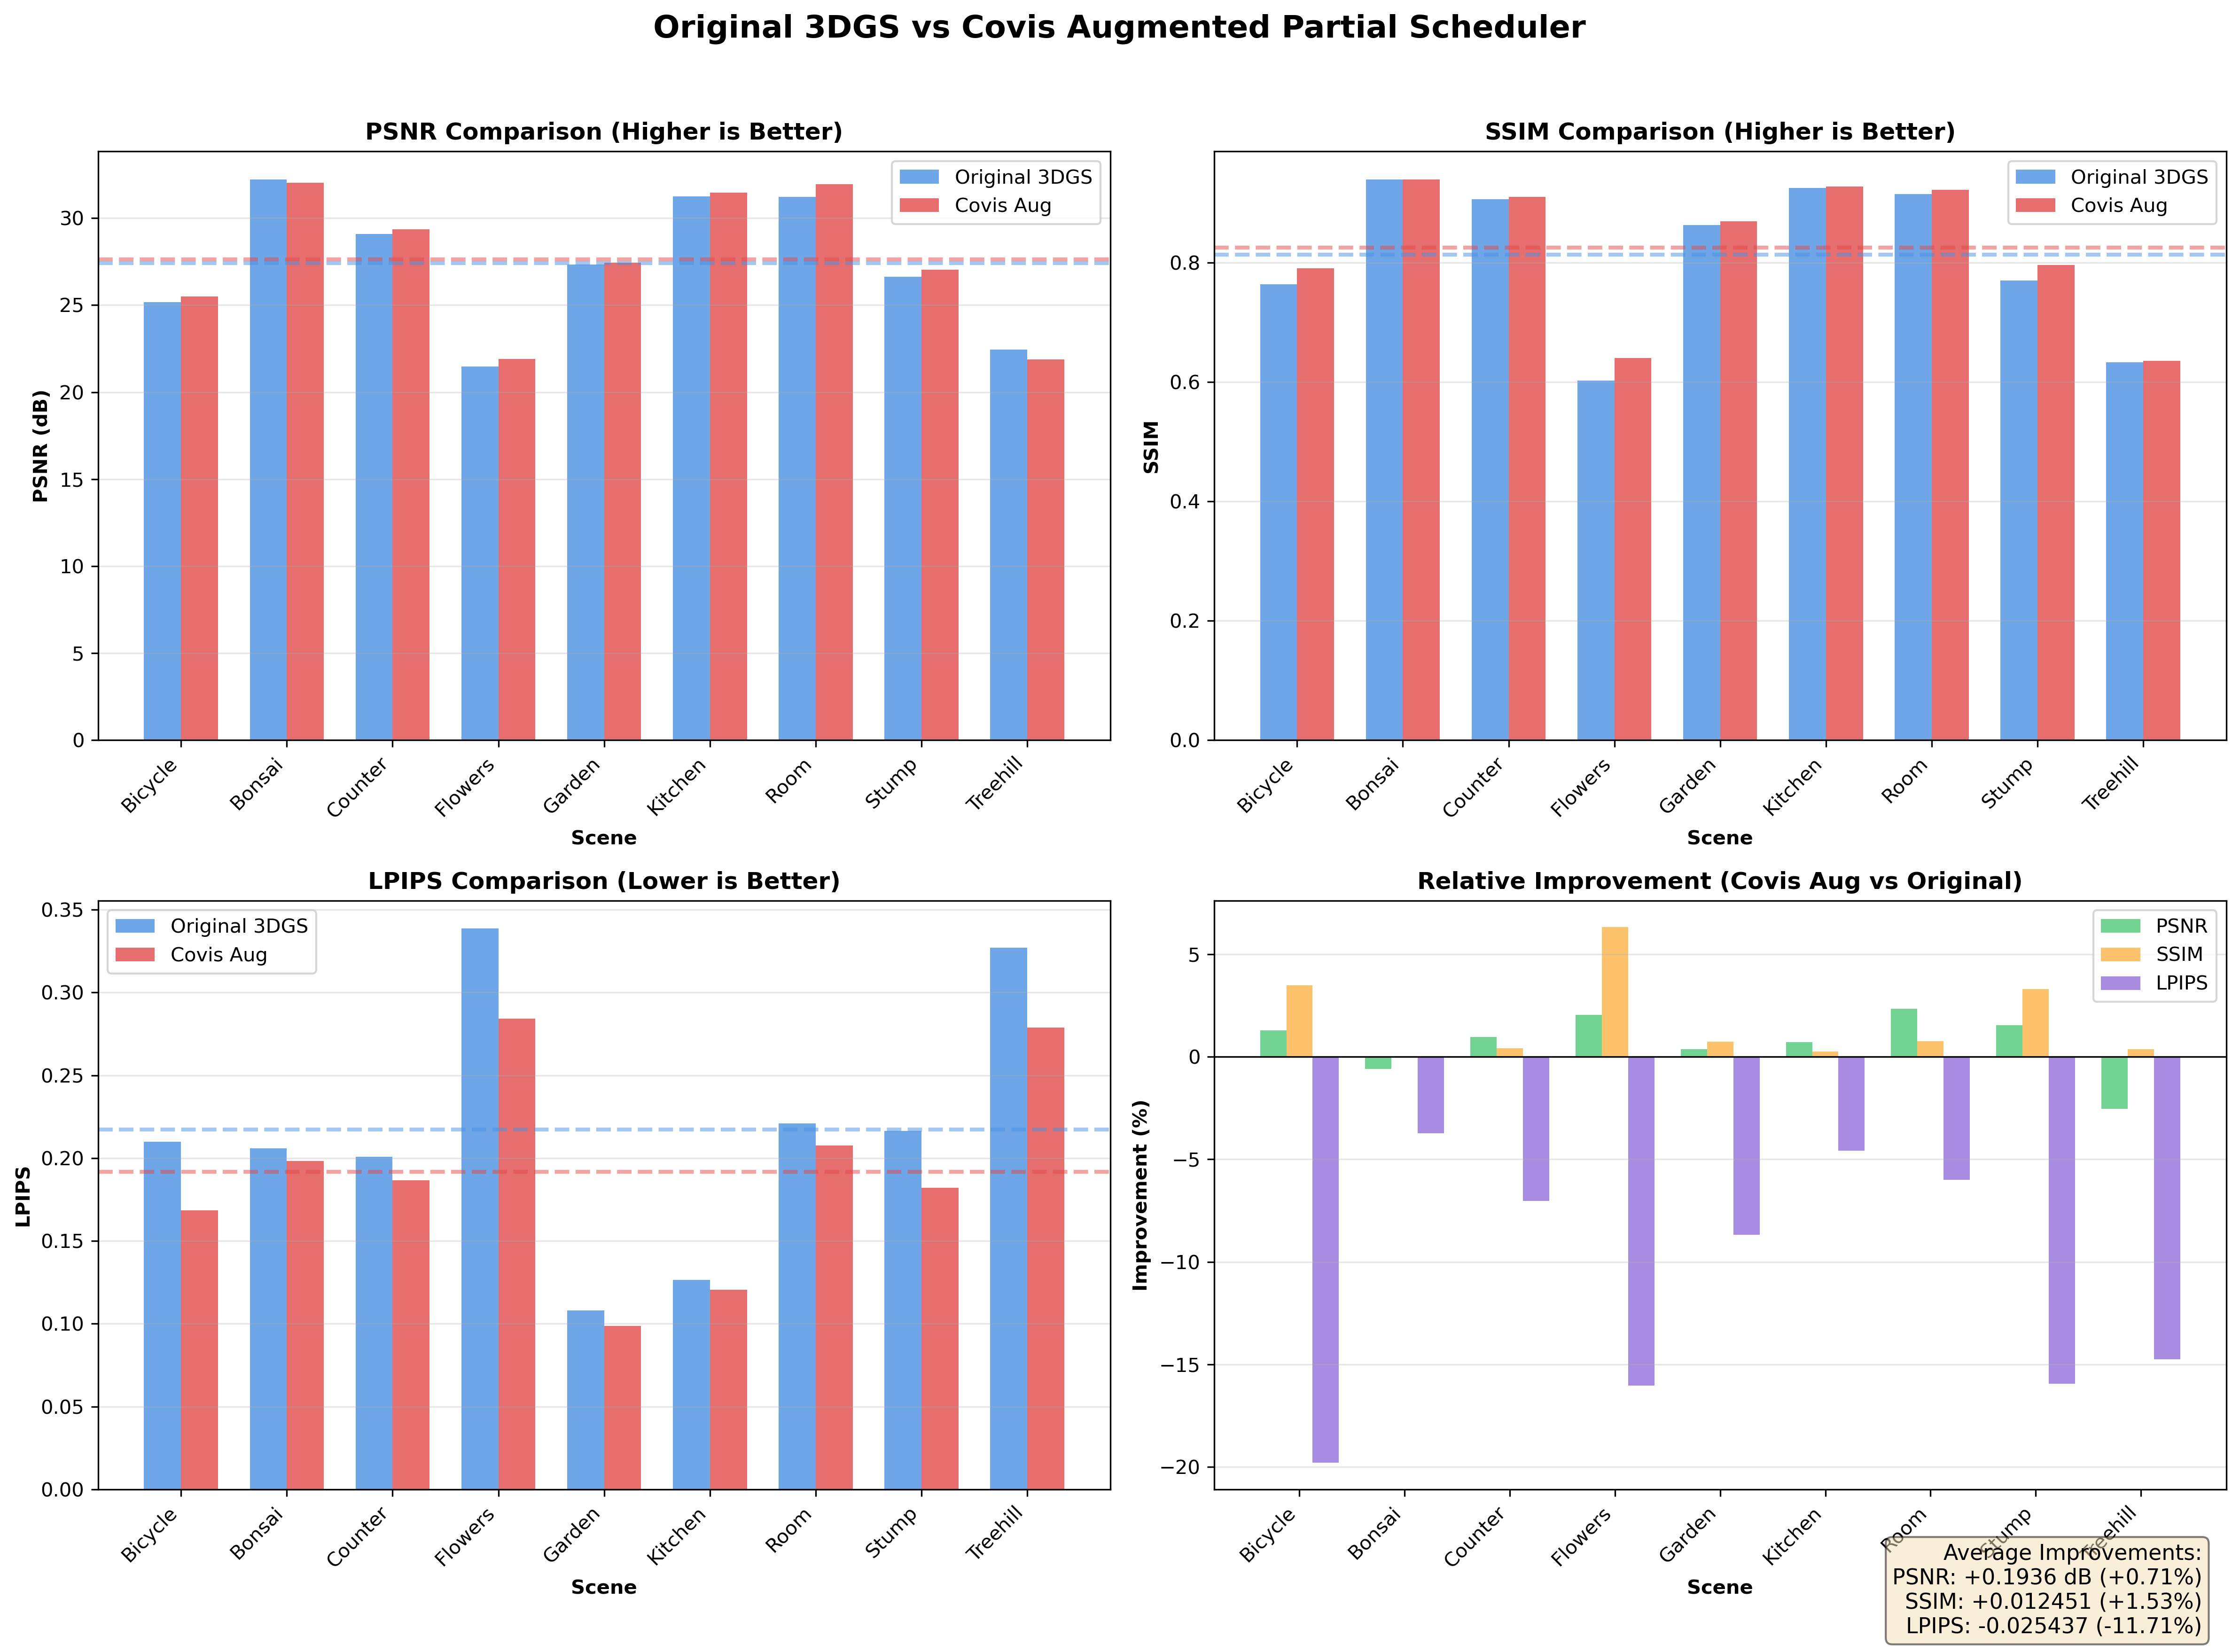 Original 3DGS vs Covis Augmented Partial Scheduler
PSNR Comparison (Higher is Better)
Original 3DGS
Covis Aug
PSNR (dB)
30
25
20
15
10
5
0
Bicycle
Bonsai
Counter
Flowers
Garden
Kitchen
Room
Stump
Treehill
Scene
SSIM Comparison (Higher is Better)
Original 3DGS
Covis Aug
SSIM
0.8
0.6
0.4
0.2
0.0
Bicycle
Bonsai
Counter
Flowers
Garden
Kitchen
Room
Stump
Treehill
Scene
LPIPS Comparison (Lower is Better)
Original 3DGS
Covis Aug
LPIPS
0.35
0.30
0.25
0.20
0.15
0.10
0.05
0.00
Bicycle
Bonsai
Counter
Flowers
Garden
Kitchen
Room
Stump
Treehill
Scene
Relative Improvement (Covis Aug vs Original)
PSNR
SSIM
LPIPS
Improvement (%)
5
0
−5
−10
−15
−20
Bicycle
Bonsai
Counter
Flowers
Garden
Kitchen
Room
Stump
Treehill
Scene
Average Improvements:
PSNR: +0.1936 dB (+0.71%)
SSIM: +0.012451 (+1.53%)
LPIPS: -0.025437 (-11.71%)